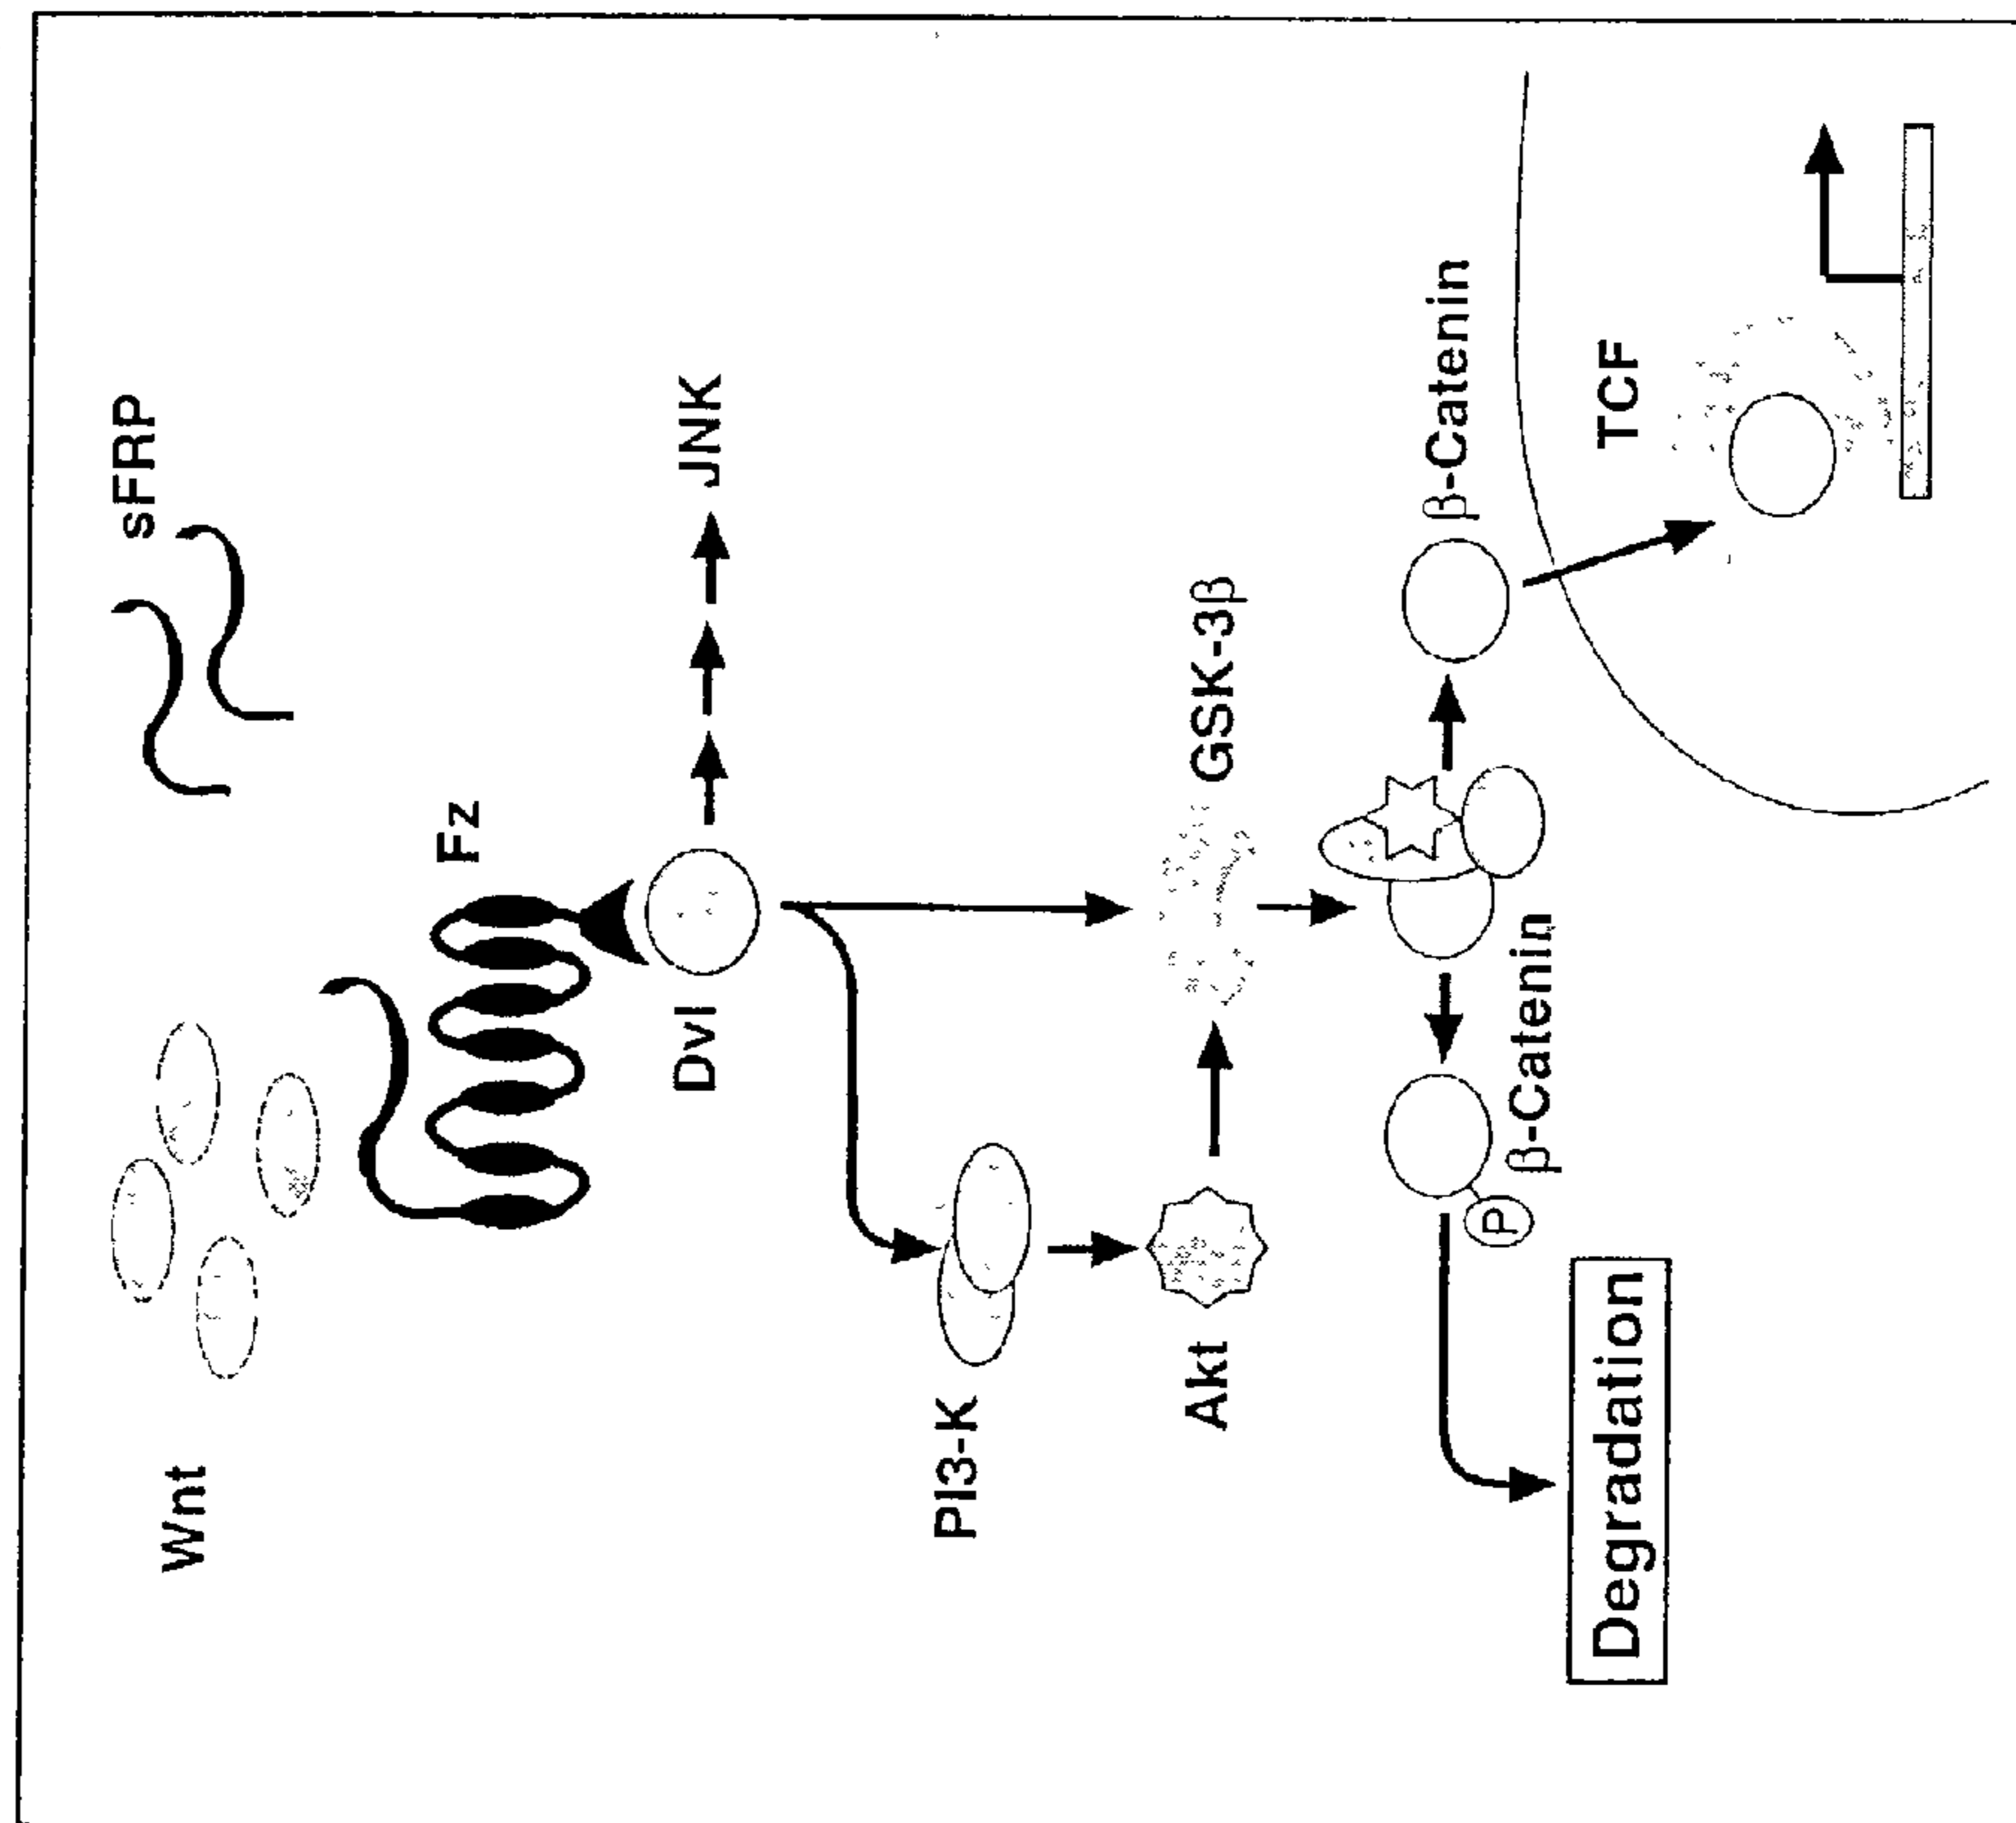 Wnt
sFRP
Fz
Dvl
JNK
PI3-K
Akt
GSK-3β
β-Catenin
β-Catenin
P
TCF
Degradation